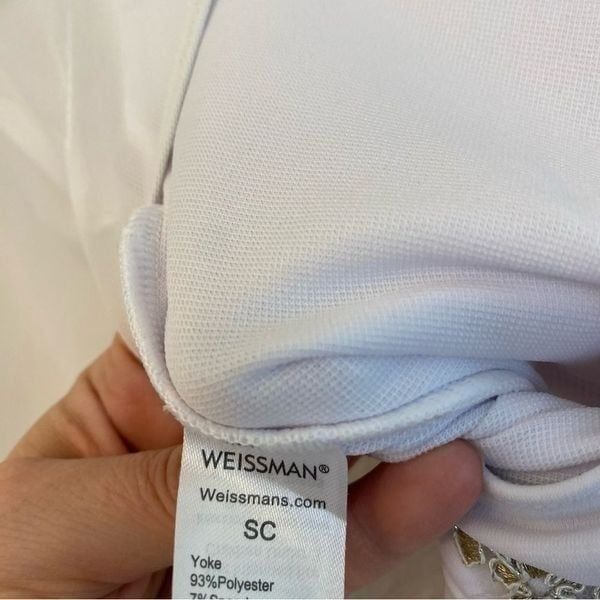 WEISSMAN®
Weissmans.com
SC
Yoke
93%Polyester